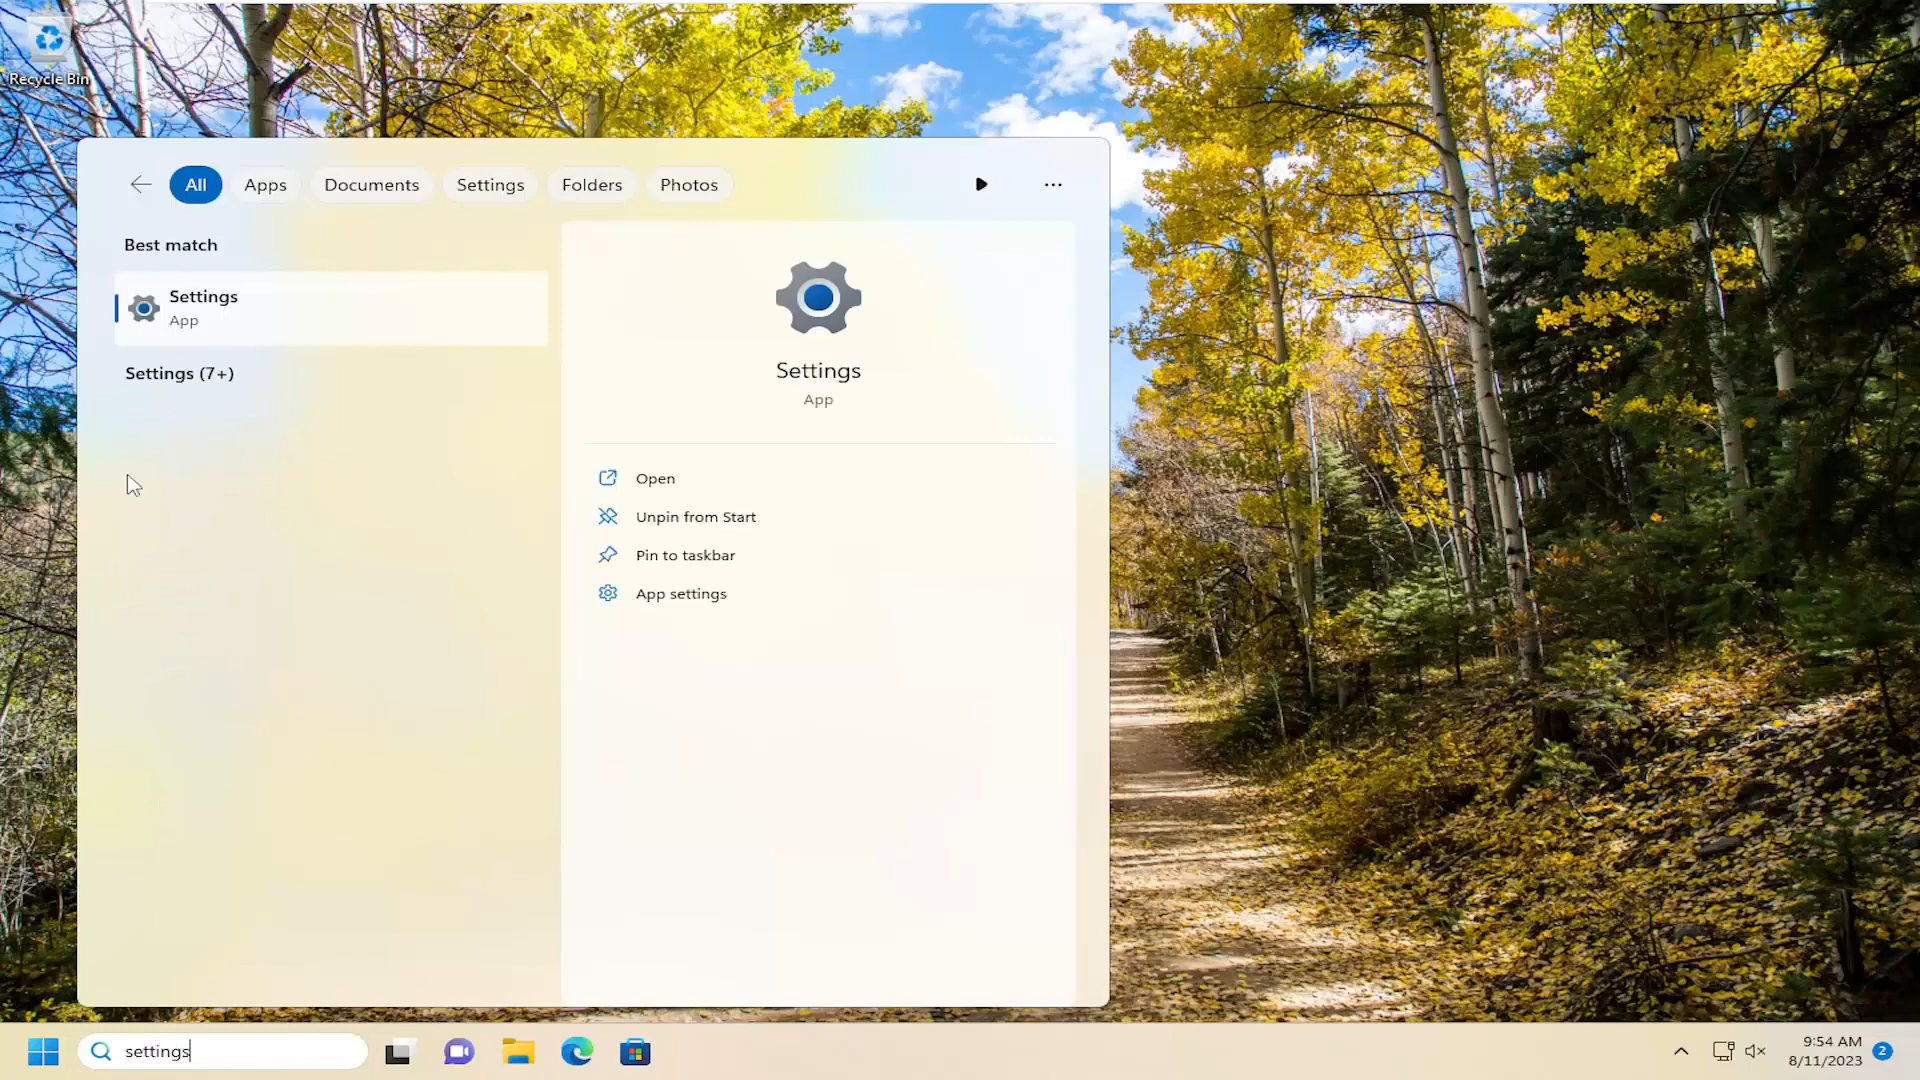 Recycle Bin
All
Apps
Documents
Settings
Folders
Photos
Best match
Settings
App
Settings (7+)
Settings
App
Open
Unpin from Start
Pin to taskbar
App settings
settings
9:54 AM
8/11/2023
2